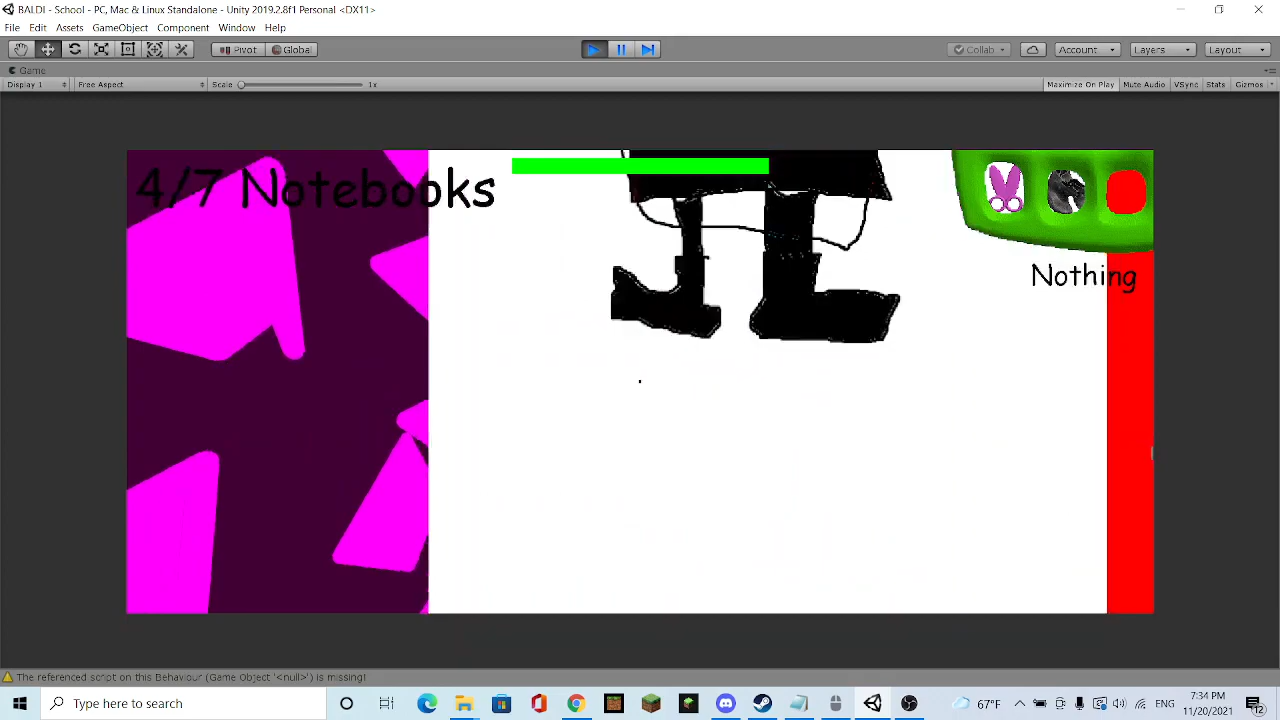 BALDI - School - PC, Mac & Linux Standalone - Unity 2019.2.8f1 Personal <DX11>
File Edit Assets GameObject Component Window Help
Pivot Global Collab Account Layers Layout
Game
Display 1 Free Aspect Scale 1x Maximize On Play Mute Audio VSync Stats Gizmos
4/7 Notebooks
Nothing
The referenced script on this Behaviour (Game Object '<null>') is missing!
Type here to search 67°F 7:34 PM
11/20/2021 12